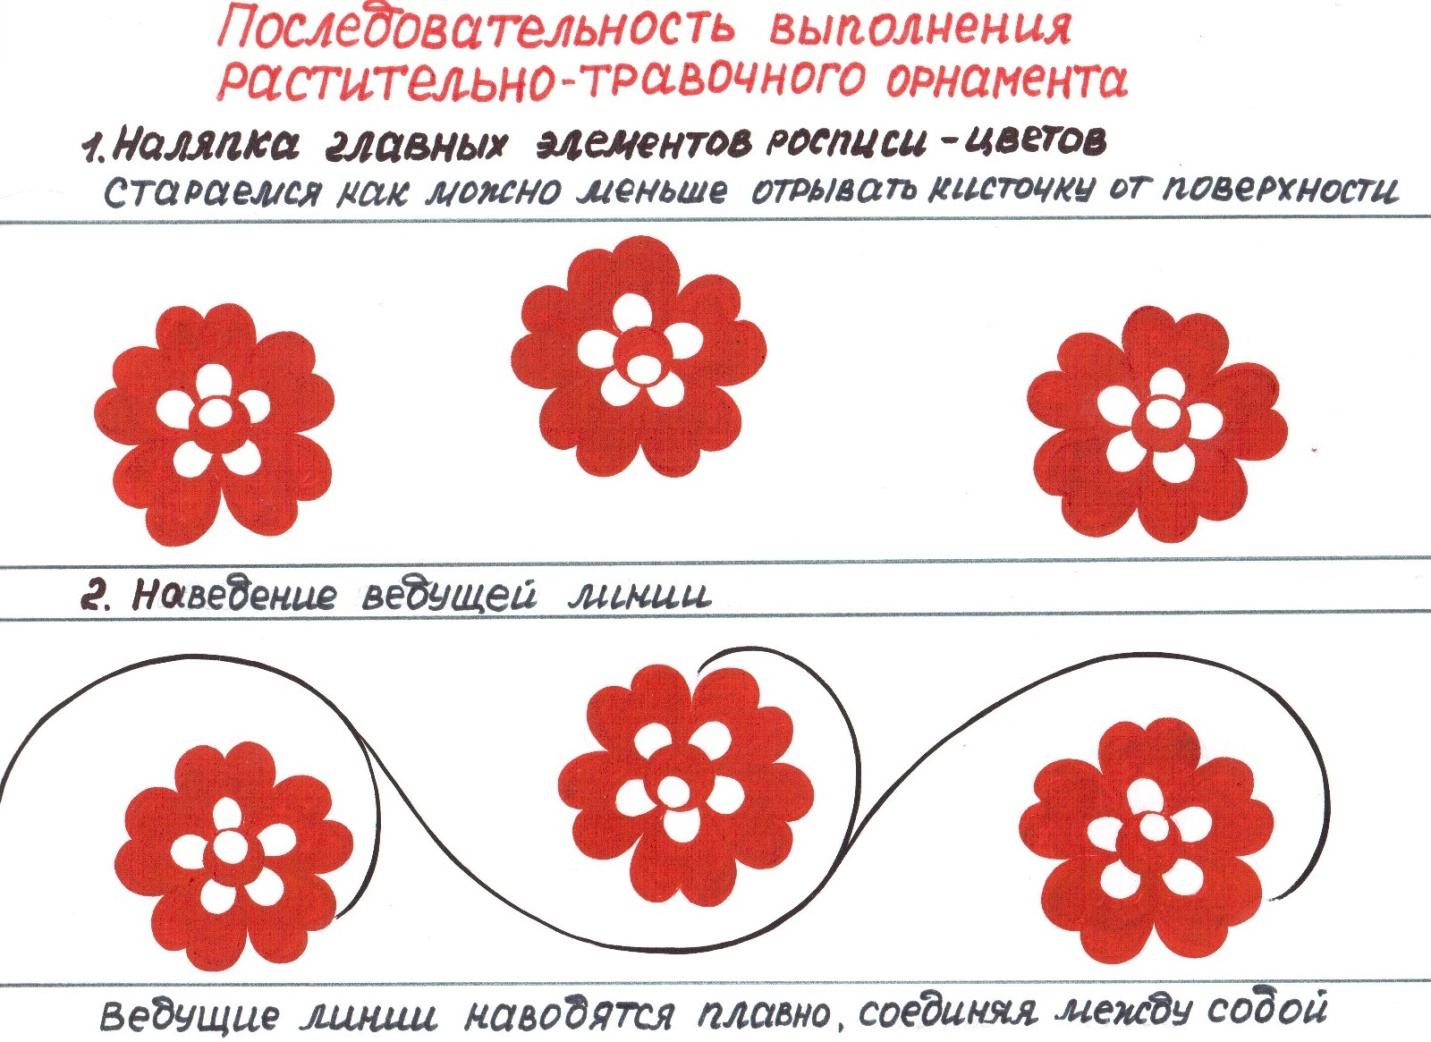 Последовательность выполнения
растительно-травочного орнамента
1. Наляпка главных элементов росписи - цветов
Стараемся как можно меньше отрывать кисточку от поверхности
2. Наведение ведущей линии
Ведущие линии наводятся плавно, соединяя между собой